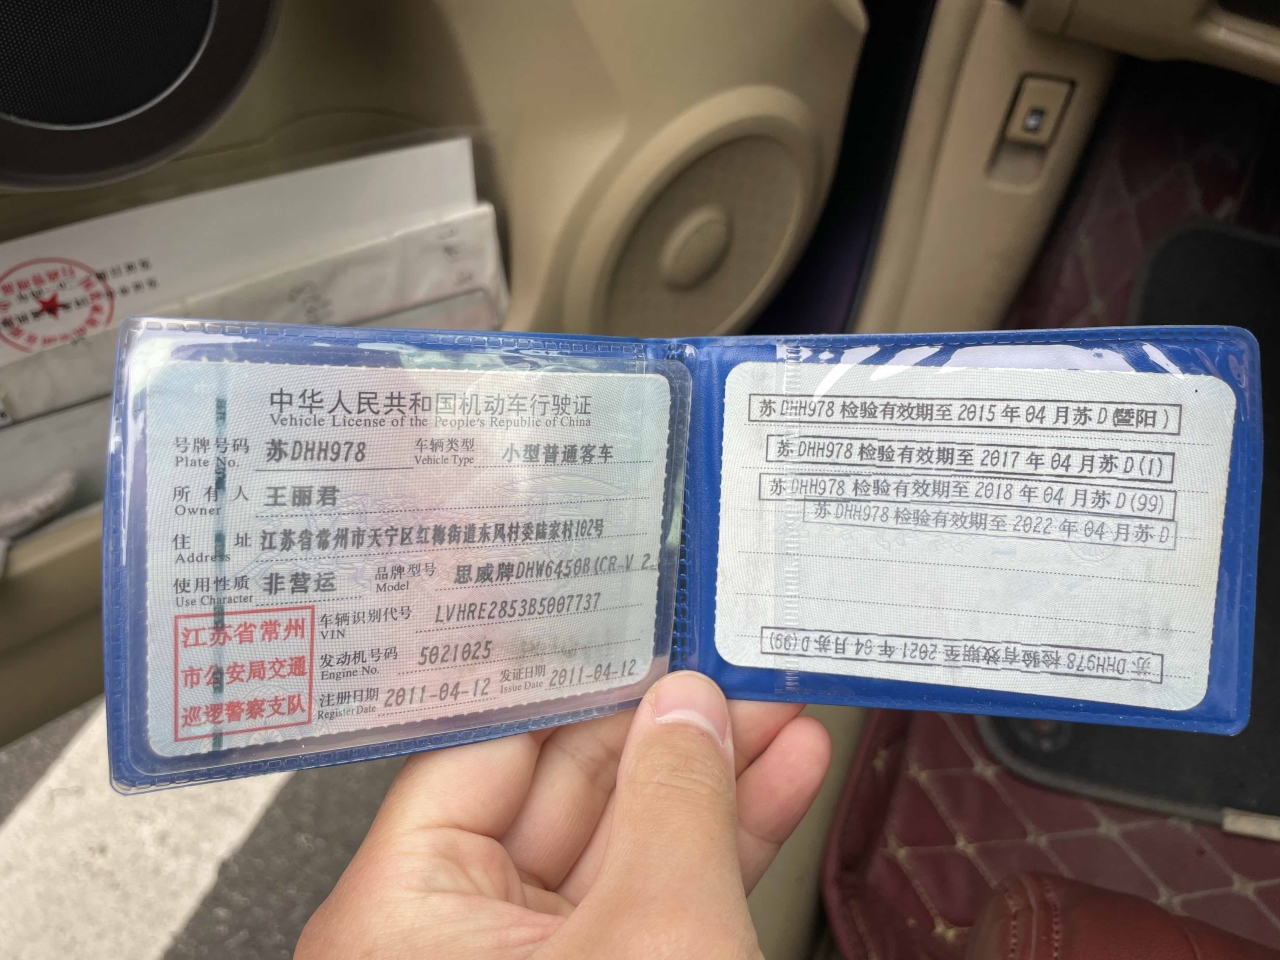 中华人民共和国机动车行驶证
Vehicle License of the People's Republic of China
号牌号码 苏DHH978 车辆类型 小型普通客车
Plate No. Vehicle Type
所有人 王丽君
Owner
住址 江苏省常州市天宁区红梅街道东风村委陆家村102号
Address
使用性质 非营运 品牌型号 思威牌DHW6450B(CR-V 2.
Use Character Model
江苏省常州
市公安局交通
巡逻警察支队
车辆识别代号 LVHRE2853B5007737
VIN
发动机号码 5021025
Engine No.
注册日期 2011-04-12 发证日期 2011-04-12
Register Date Issue Date
苏DHH978检验有效期至2015年04月苏D(暨阳)
苏DHH978检验有效期至2017年04月苏D(1)
苏DHH978检验有效期至2018年04月苏D(99)
苏DHH978检验有效期至2022年04月苏D
苏DHH978检验有效期至2021年04月苏D(99)